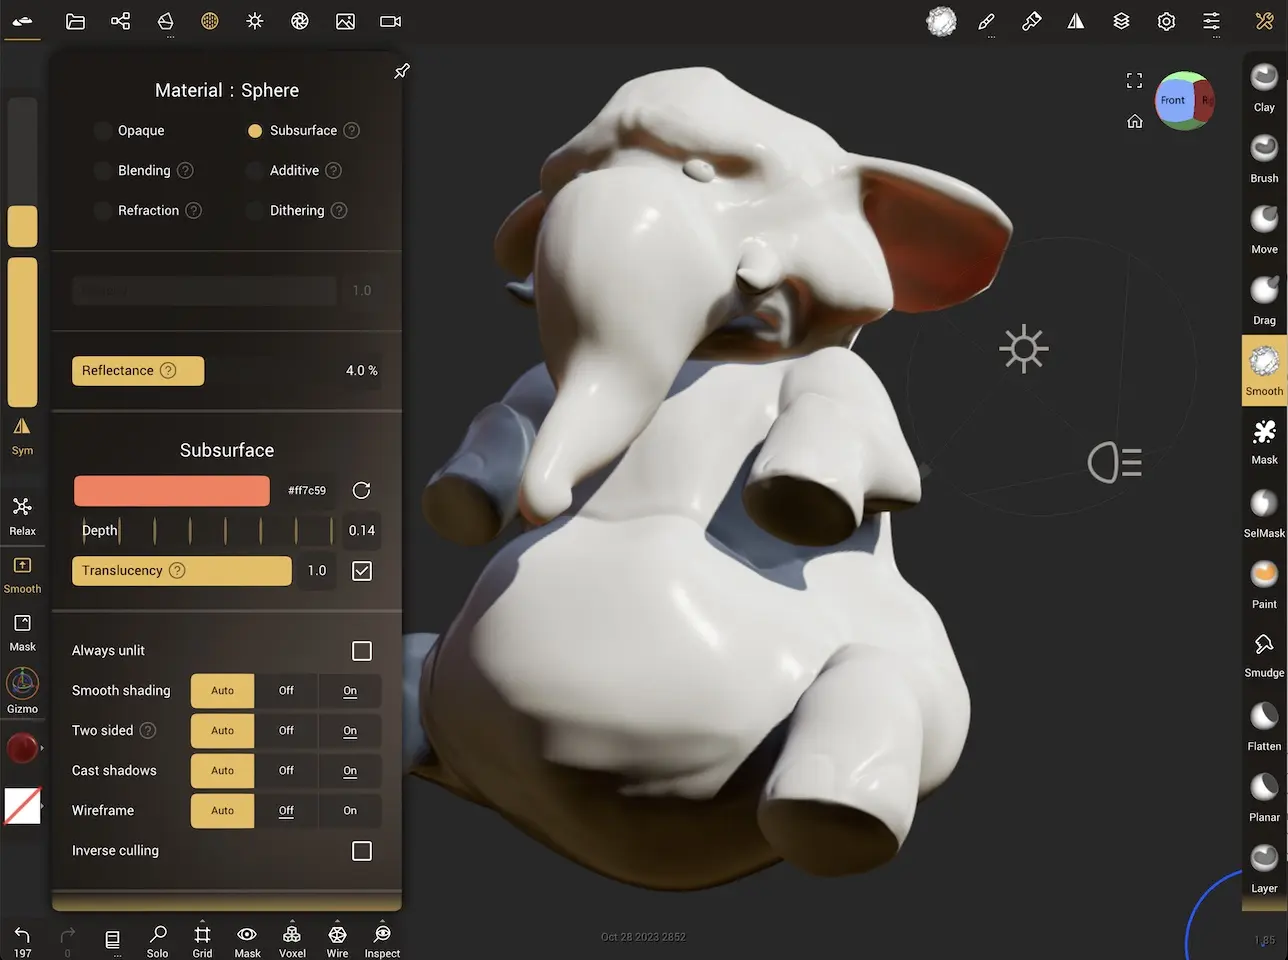 Material : Sphere
Opaque
Subsurface ?
Blending ?
Additive ?
Refraction ?
Dithering ?
1.0
Reflectance ? 4.0 %
Subsurface
#ff7c59
Depth 0.14
Translucency ? 1.0
Always unlit
Smooth shading Auto Off On
Two sided ? Auto Off On
Cast shadows Auto Off On
Wireframe Auto Off On
Inverse culling
Sym
Relax
Smooth
Mask
Gizmo
197
0
...
Solo
Grid
Mask
Voxel
Wire
Inspect
Oct 28 2023 2852
Front
Clay
Brush
Move
Drag
Smooth
Mask
SelMask
Paint
Smudge
Flatten
Planar
Layer
1.85